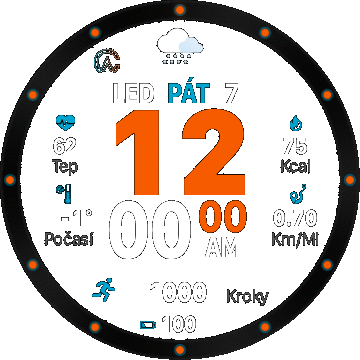 A
LED PÁT 7
12
00 00
AM
62
Tep
75
Kcal
-1°
Počasí
0.70
Km/Mi
1000 Kroky
100